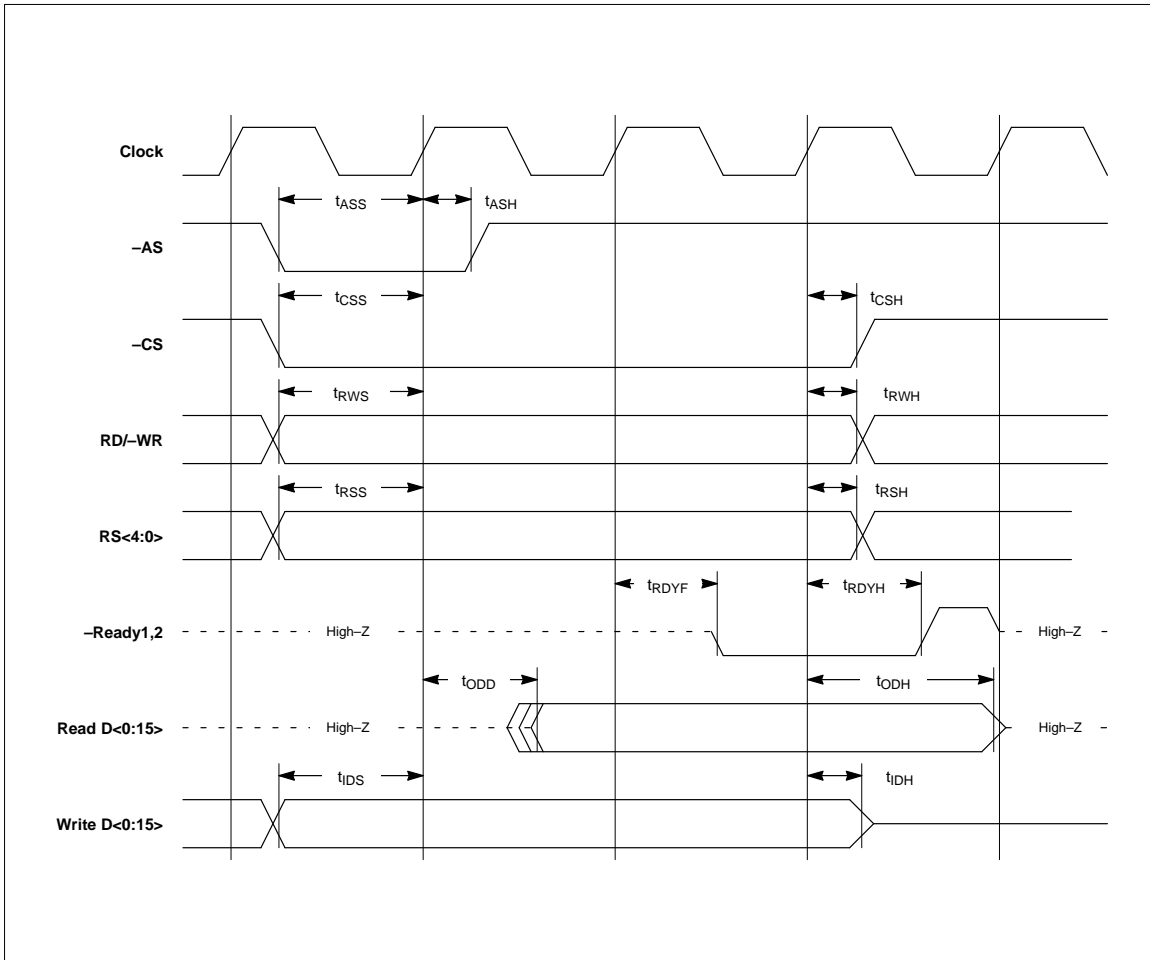 Clock
tASS
tASH
–AS
tCSS
tCSH
–CS
tRWS
tRWH
RD/–WR
tRSS
tRSH
RS<4:0>
tRDYF
tRDYH
–Ready1,2
High–Z
High–Z
tODD
tODH
Read D<0:15>
High–Z
High–Z
tIDS
tIDH
Write D<0:15>